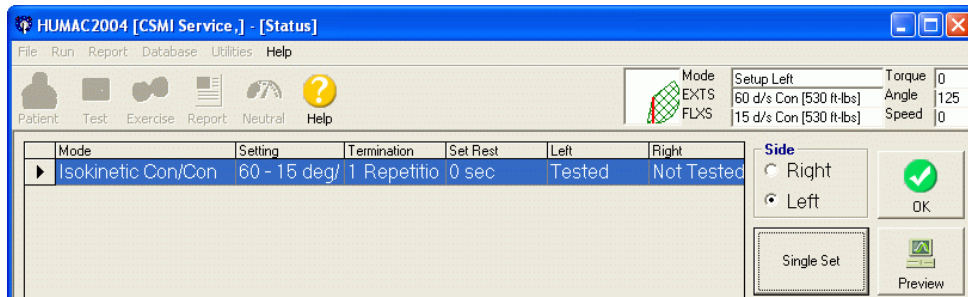 HUMAC2004 [CSMI Service,] - [Status]
File Run Report Database Utilities Help
Patient Test Exercise Report Neutral Help
Mode Setup Left Torque 0
EXTS 60 d/s Con [530 ft-lbs] Angle 125
FLXS 15 d/s Con [530 ft-lbs] Speed 0
Mode Setting Termination Set Rest Left Right
Isokinetic Con/Con 60 - 15 deg/ 1 Repetitio 0 sec Tested Not Tested
Side
Right
Left
OK
Single Set
Preview